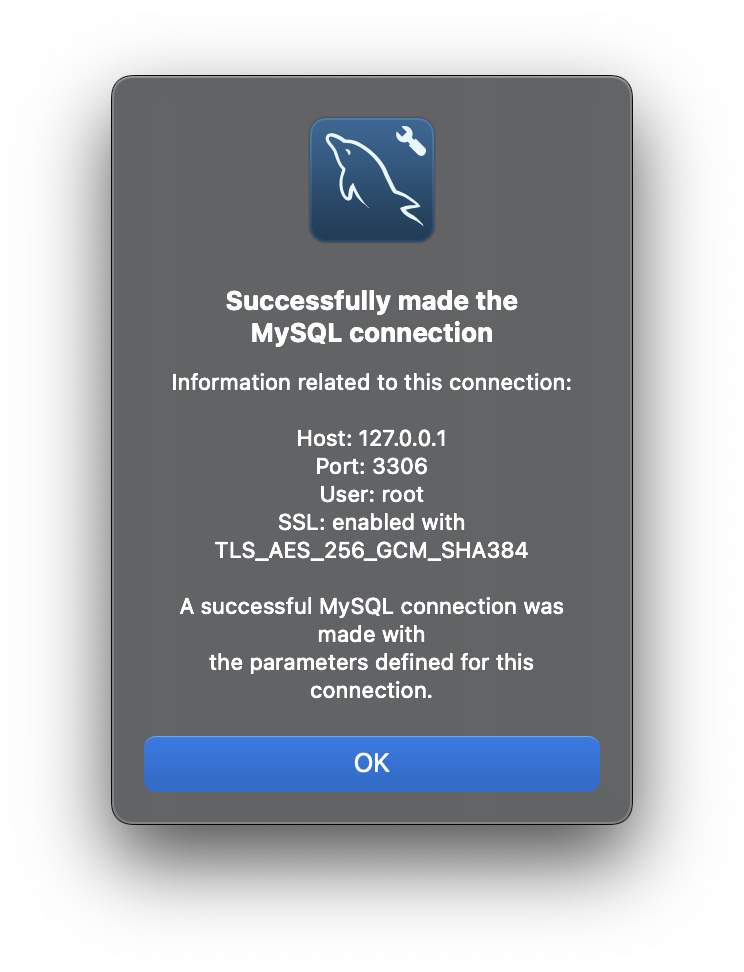 Successfully made the
MySQL connection
Information related to this connection:
Host: 127.0.0.1
Port: 3306
User: root
SSL: enabled with
TLS_AES_256_GCM_SHA384
A successful MySQL connection was
made with
the parameters defined for this
connection.
OK